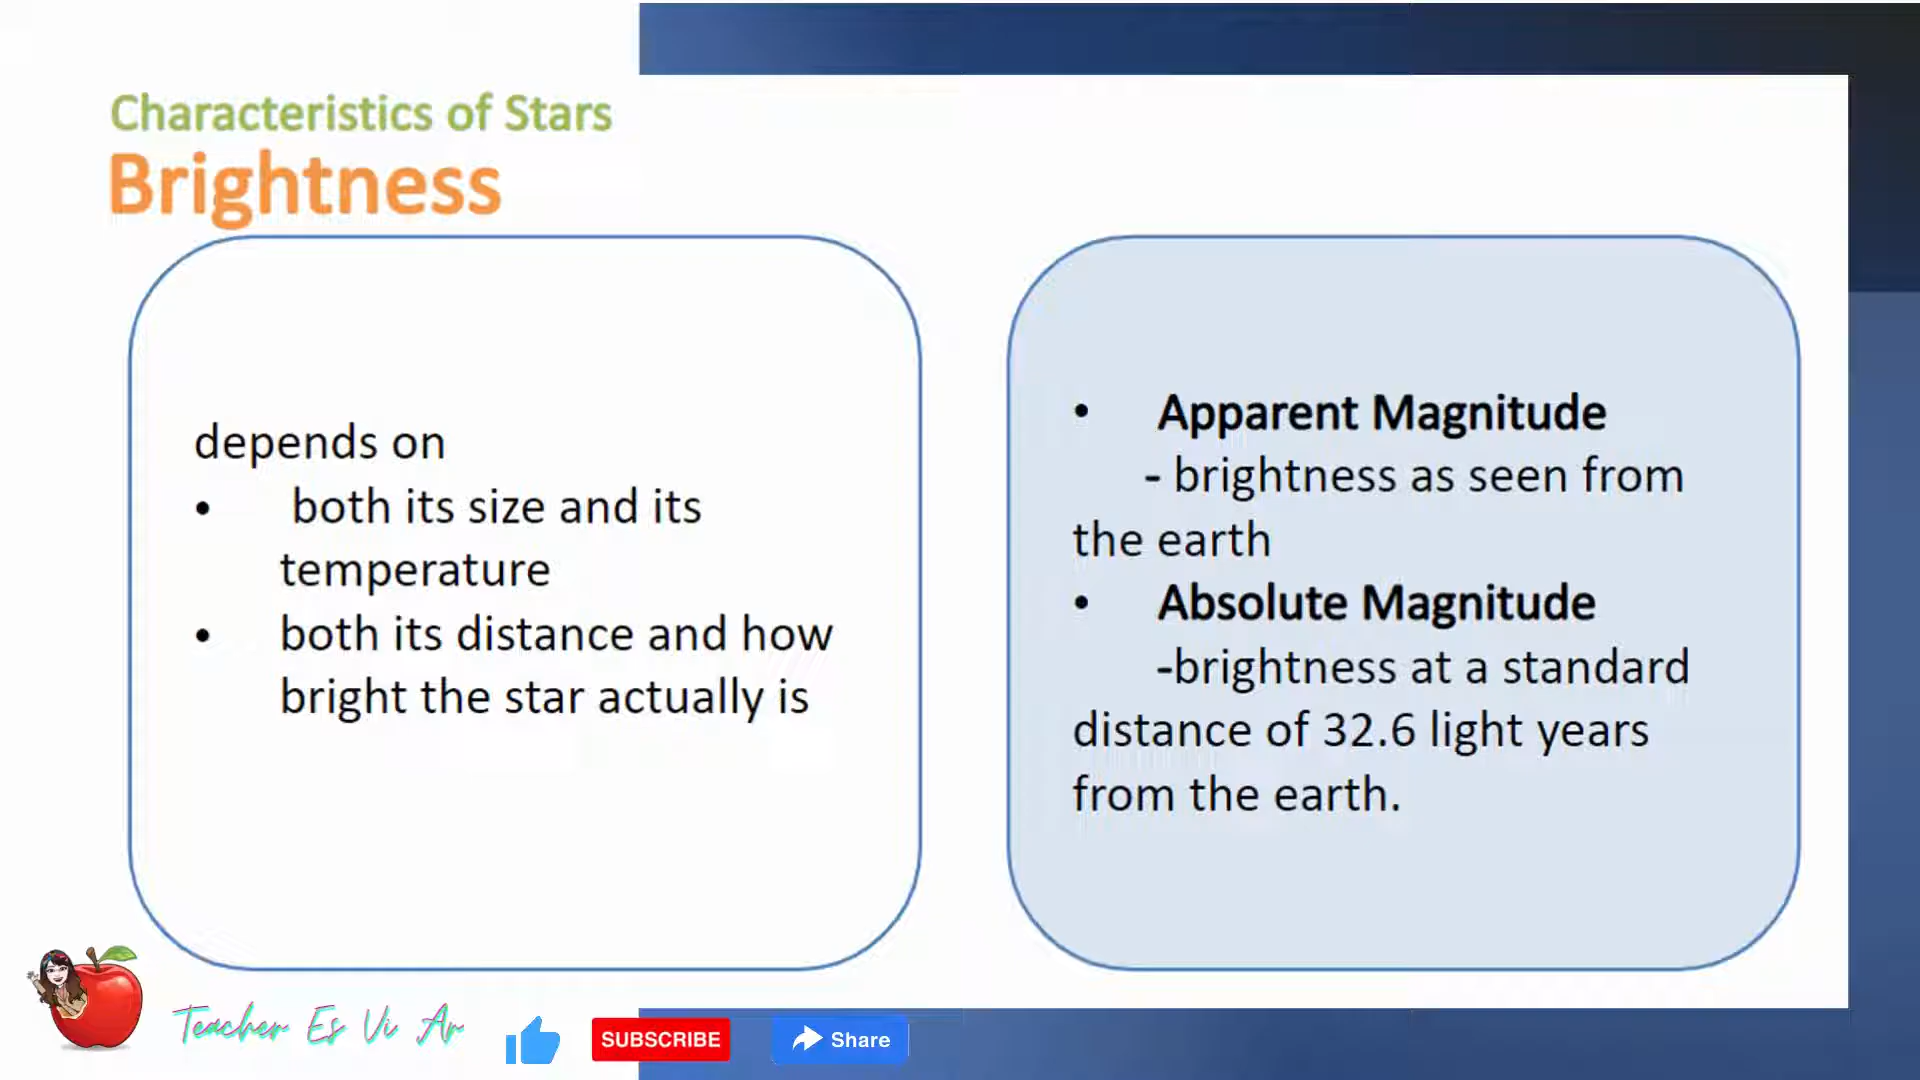 Characteristics of Stars
Brightness
depends on
• both its size and its
temperature
• both its distance and how
bright the star actually is
• Apparent Magnitude
- brightness as seen from
the earth
• Absolute Magnitude
-brightness at a standard
distance of 32.6 light years
from the earth.
Teacher Es Vi Ar
SUBSCRIBE
Share